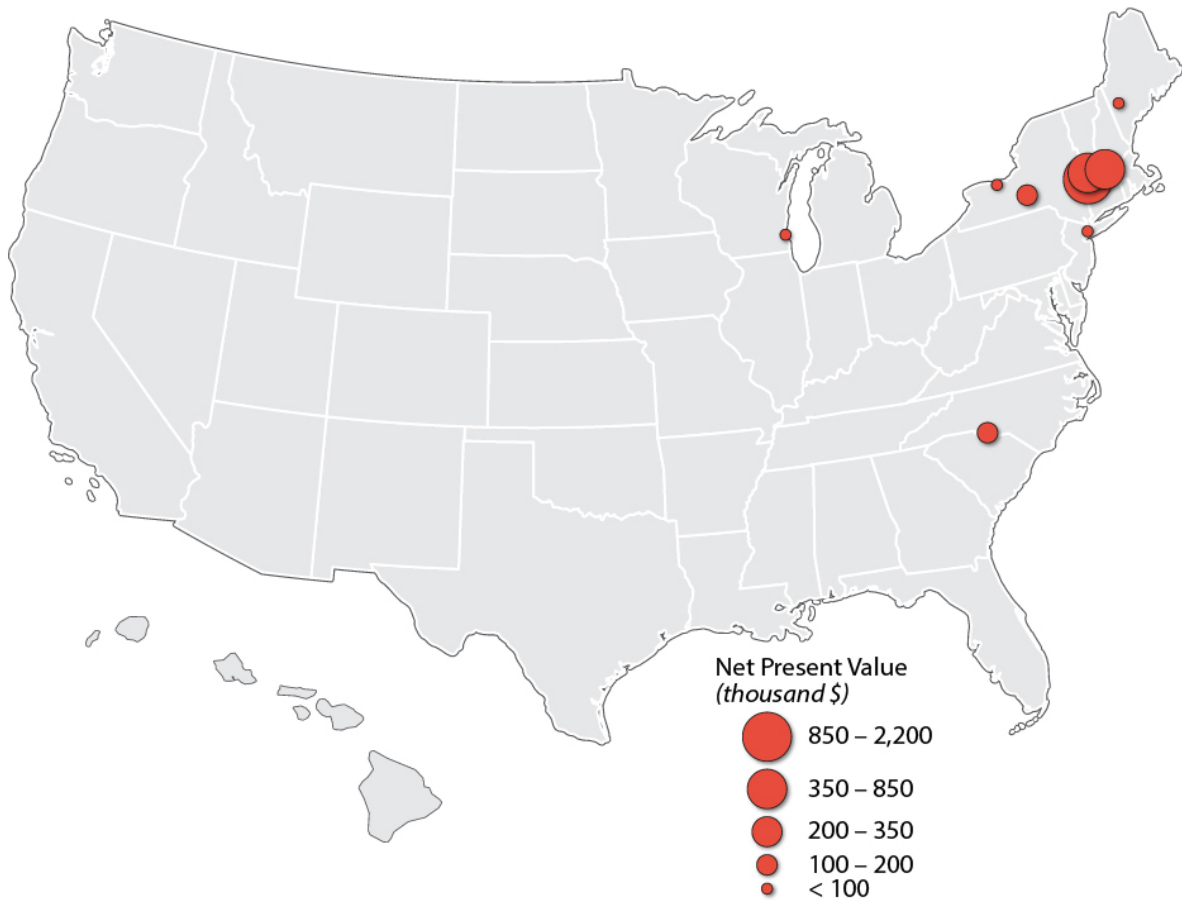 Net Present Value
(thousand $)
850 – 2,200
350 – 850
200 – 350
100 – 200
< 100